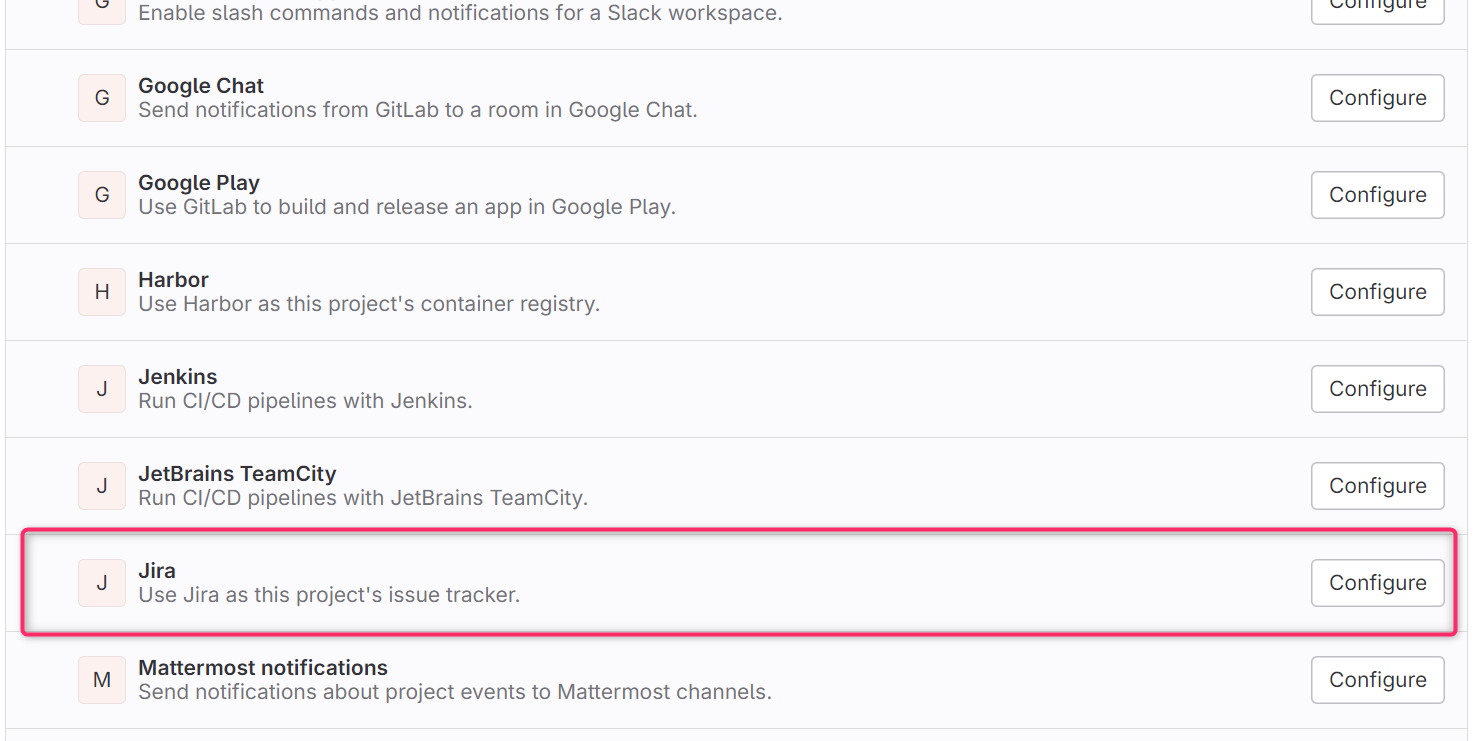 G
Enable slash commands and notifications for a Slack workspace.
Configure
G
Google Chat
Send notifications from GitLab to a room in Google Chat.
Configure
G
Google Play
Use GitLab to build and release an app in Google Play.
Configure
H
Harbor
Use Harbor as this project's container registry.
Configure
J
Jenkins
Run CI/CD pipelines with Jenkins.
Configure
J
JetBrains TeamCity
Run CI/CD pipelines with JetBrains TeamCity.
Configure
J
Jira
Use Jira as this project's issue tracker.
Configure
M
Mattermost notifications
Send notifications about project events to Mattermost channels.
Configure